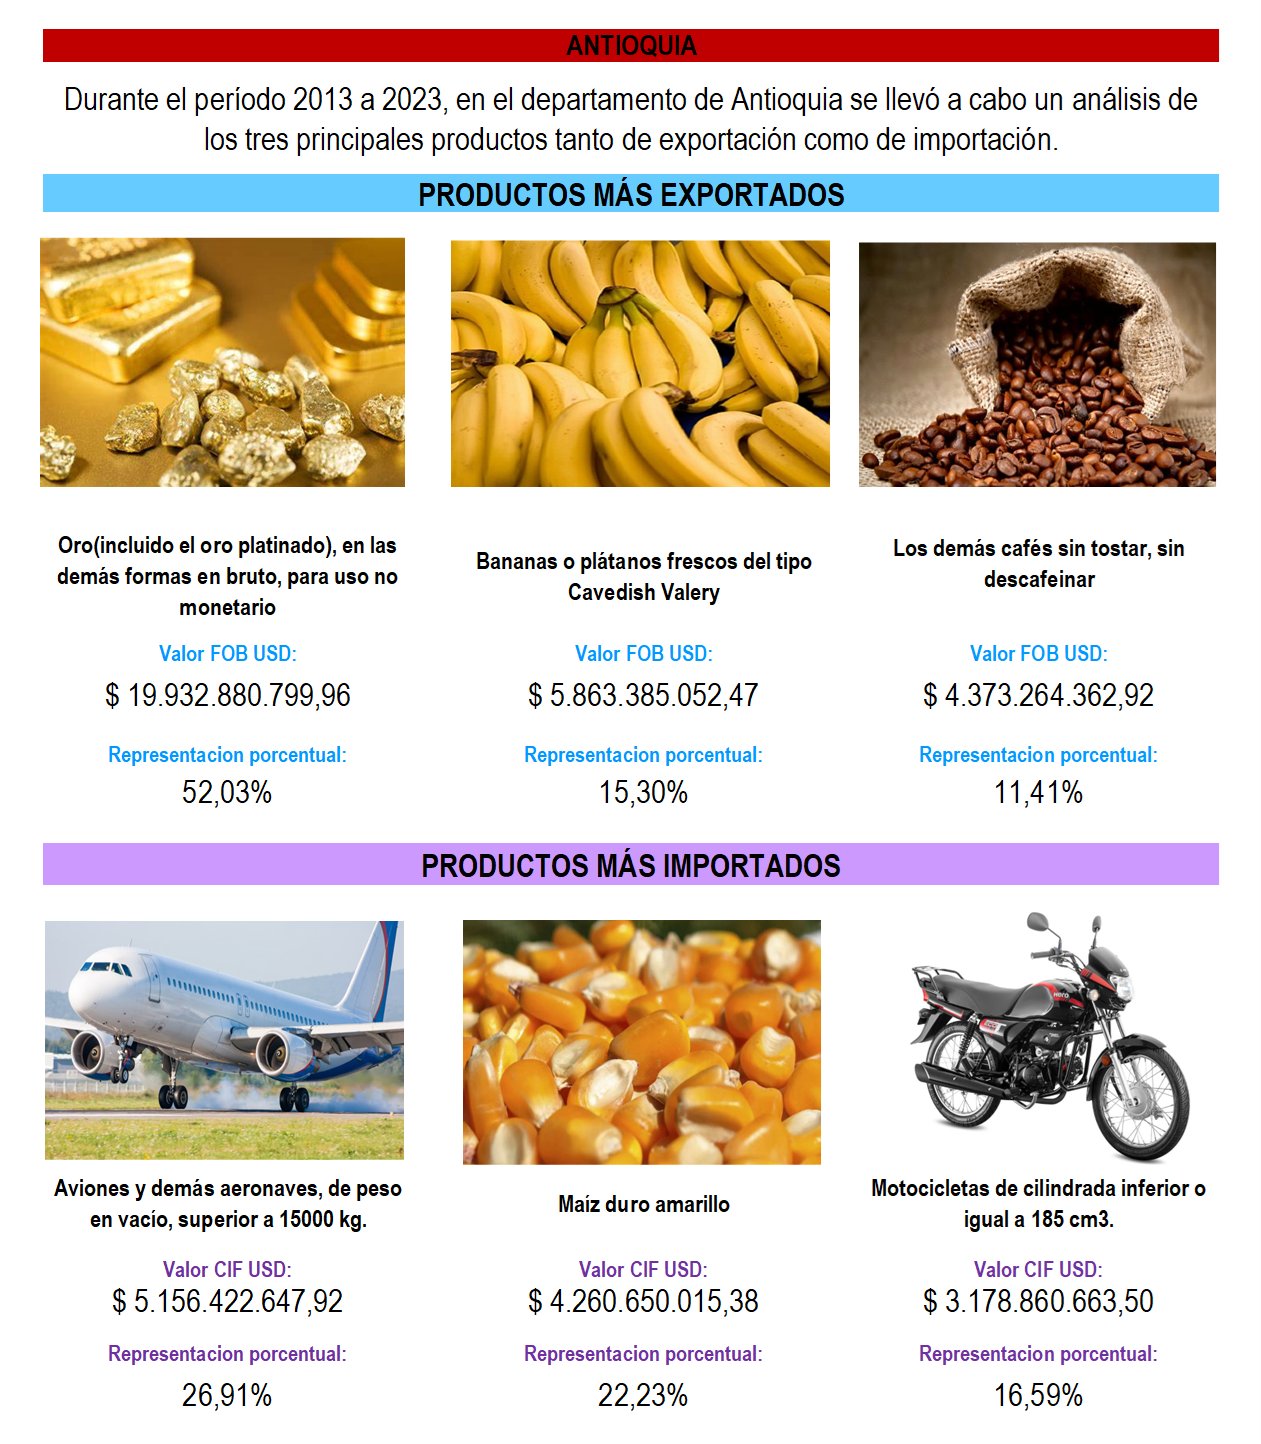 ANTIOQUIA
Durante el período 2013 a 2023, en el departamento de Antioquia se llevó a cabo un análisis de
los tres principales productos tanto de exportación como de importación.
PRODUCTOS MÁS EXPORTADOS
Oro(incluido el oro platinado), en las
demás formas en bruto, para uso no
monetario
Valor FOB USD:
$ 19.932.880.799,96
Representacion porcentual:
52,03%
Bananas o plátanos frescos del tipo
Cavedish Valery
Valor FOB USD:
$ 5.863.385.052,47
Representacion porcentual:
15,30%
Los demás cafés sin tostar, sin
descafeinar
Valor FOB USD:
$ 4.373.264.362,92
Representacion porcentual:
11,41%
PRODUCTOS MÁS IMPORTADOS
Aviones y demás aeronaves, de peso
en vacío, superior a 15000 kg.
Valor CIF USD:
$ 5.156.422.647,92
Representacion porcentual:
26,91%
Maíz duro amarillo
Valor CIF USD:
$ 4.260.650.015,38
Representacion porcentual:
22,23%
Hero
Motocicletas de cilindrada inferior o
igual a 185 cm3.
Valor CIF USD:
$ 3.178.860.663,50
Representacion porcentual:
16,59%